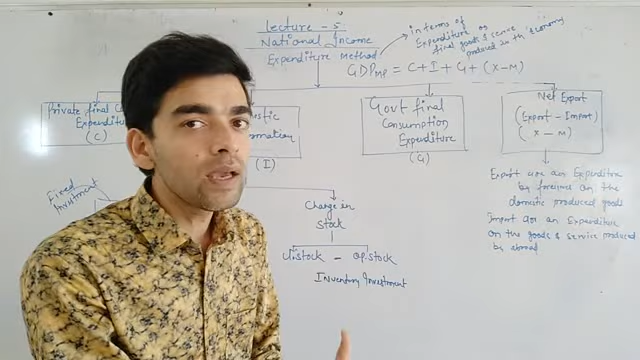 Lecture - 5
National Income
Expenditure Method
in terms of
Expenditure on
final goods & service
produced in the economy
GDPMP = C + I + G + (X-M)
Private final C
Expendit
(C)
stic
rmation
(I)
Govt final
Consumption
Expenditure
(G)
Net Export
(Export - Import)
(X - M)
Fixed
Investment
Change in
Stock
Cl.stock - Op.stock
Inventory Investment
Export are an Expenditure
by foreigners on the
domestic produced goods
Import are an Expenditure
on the goods & service produced
by abroad